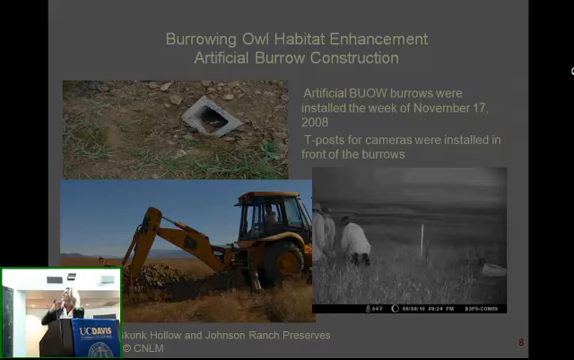 Burrowing Owl Habitat Enhancement
Artificial Burrow Construction
Artificial BUOW burrows were
installed the week of November 17,
2008
T-posts for cameras were installed in
front of the burrows
UCDAVIS
Skunk Hollow and Johnson Ranch Preserves
© CNLM
8